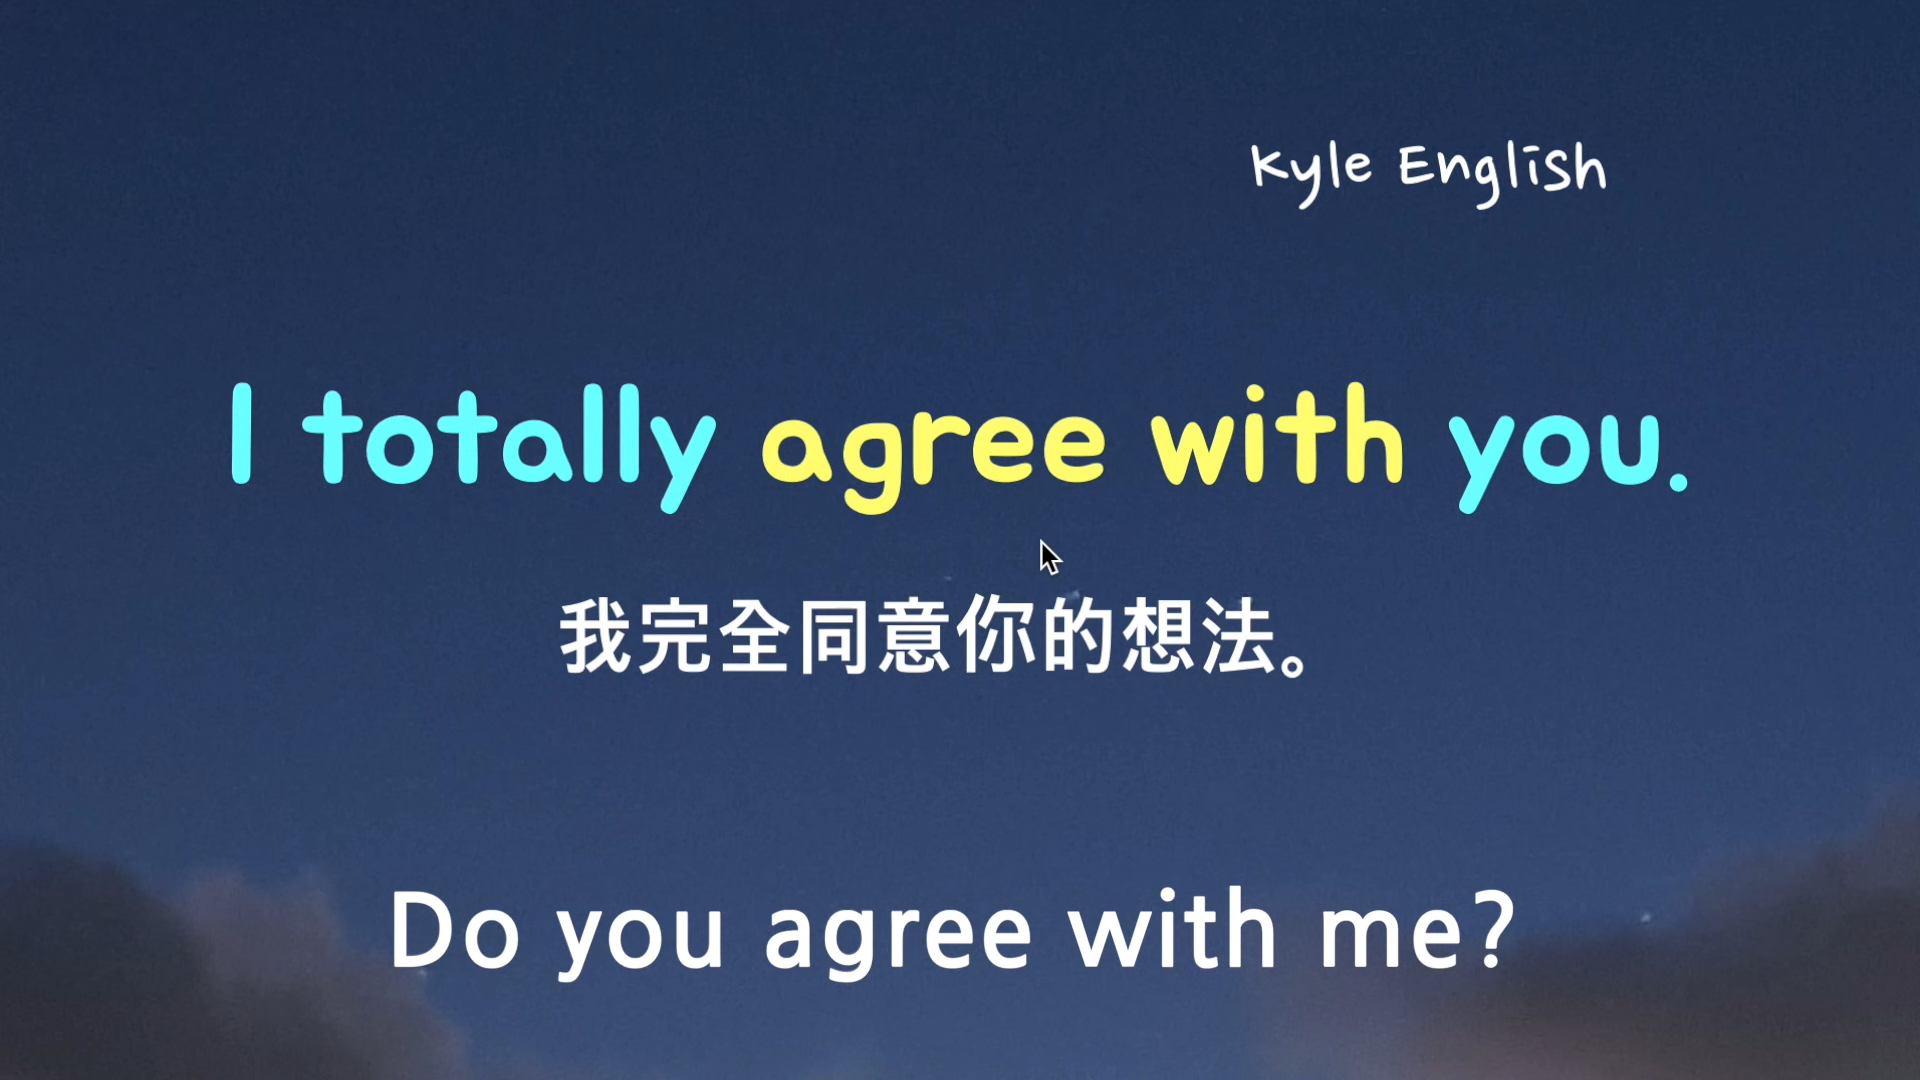 Kyle English
I totally agree with you.
我完全同意你的想法。
Do you agree with me?